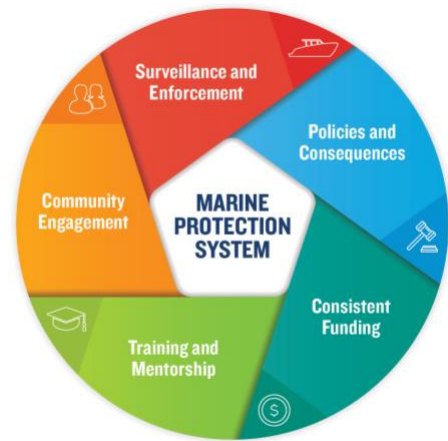 Surveillance and
Enforcement
Policies and
Consequences
Community
Engagement
MARINE
PROTECTION
SYSTEM
Consistent
Funding
Training and
Mentorship
$